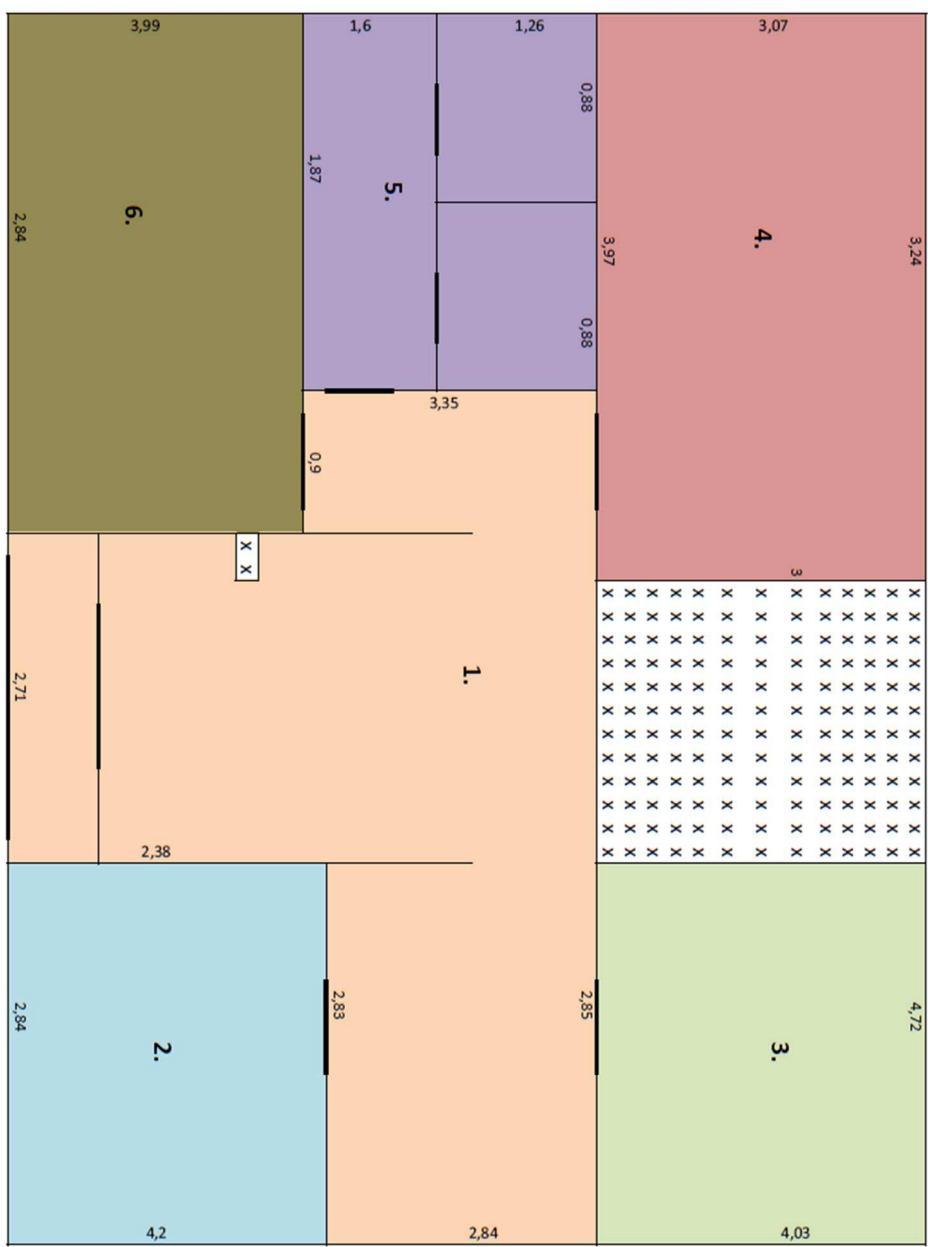 3,99
1,6
1,26
3,07
0,88
1,87
5.
6.
2,84
4.
3,97
3,24
0,88
3,35
0,9
x x
3
x x x x x x x x x x x x x
x x x x x x x x x x x x x
x x x x x x x x x x x x x
x x x x x x x x x x x x x
x x x x x x x x x x x x x
x x x x x x x x x x x x x
x x x x x x x x x x x x x
x x x x x x x x x x x x x
x x x x x x x x x x x x x
x x x x x x x x x x x x x
x x x x x x x x x x x x x
x x x x x x x x x x x x x
1.
2,71
2,38
2,83
2,85
2,84
4,72
2.
3.
4,2
2,84
4,03